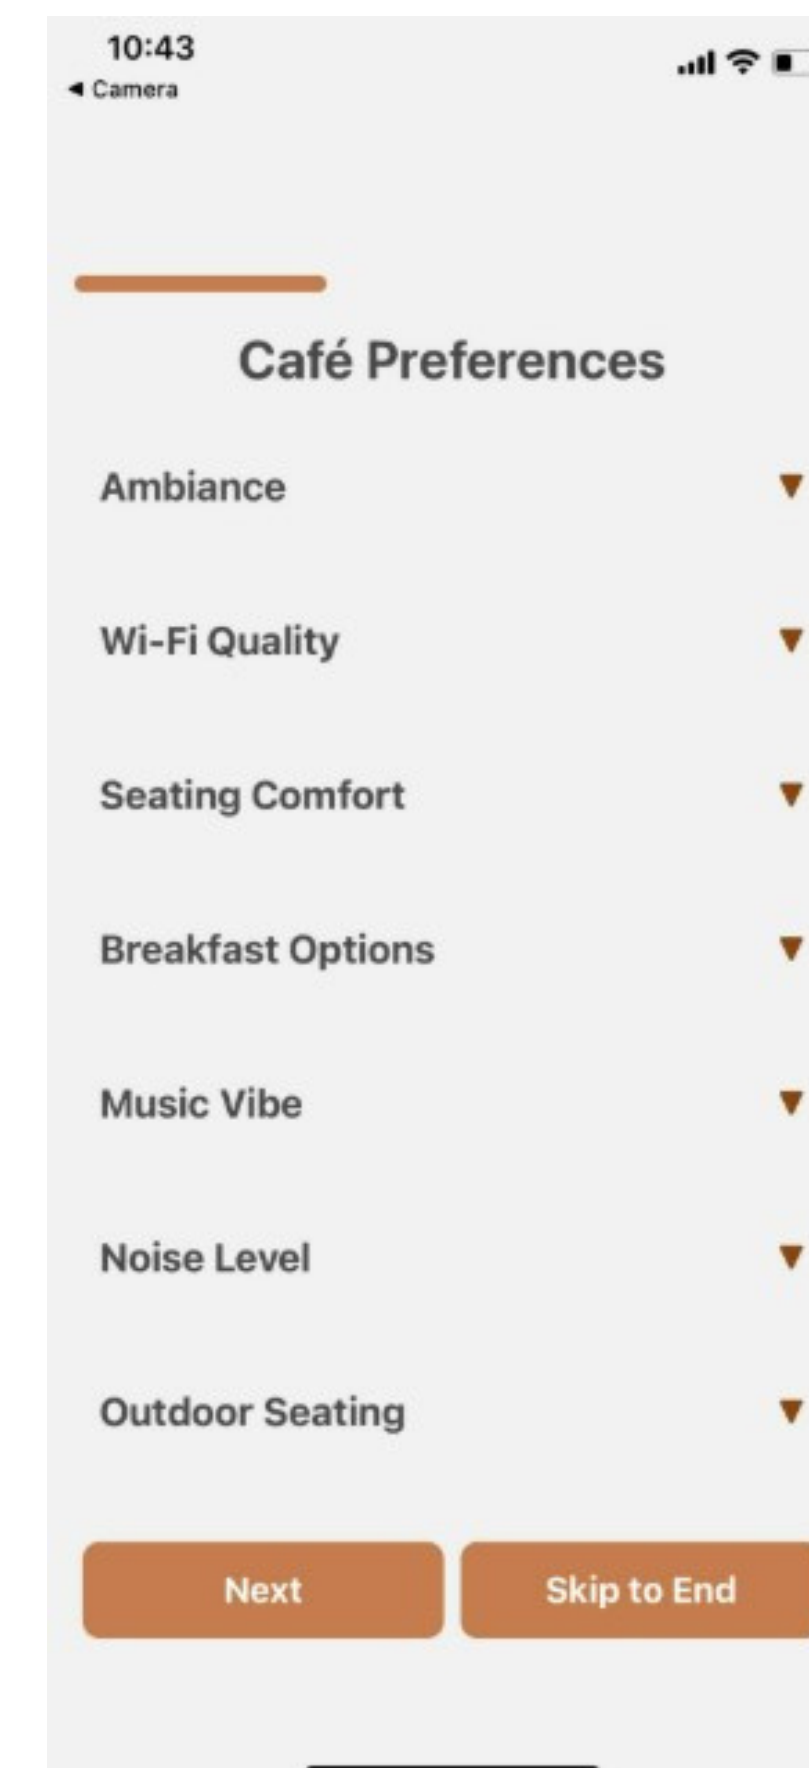 10:43
◀ Camera
Café Preferences
Ambiance
Wi-Fi Quality
Seating Comfort
Breakfast Options
Music Vibe
Noise Level
Outdoor Seating
Next
Skip to End